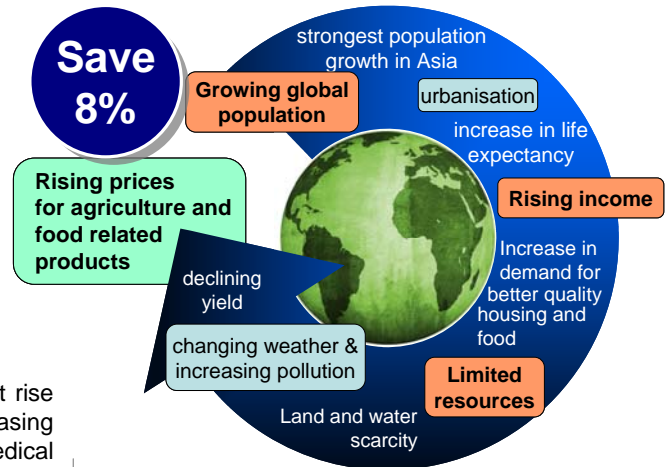 Save
8%
strongest population
growth in Asia
Growing global
population
urbanisation
increase in life
expectancy
Rising income
Increase in
demand for
better quality
housing and
food
Limited
resources
Land and water
scarcity
changing weather &
increasing pollution
declining
yield
Rising prices
for agriculture and
food related
products
rise